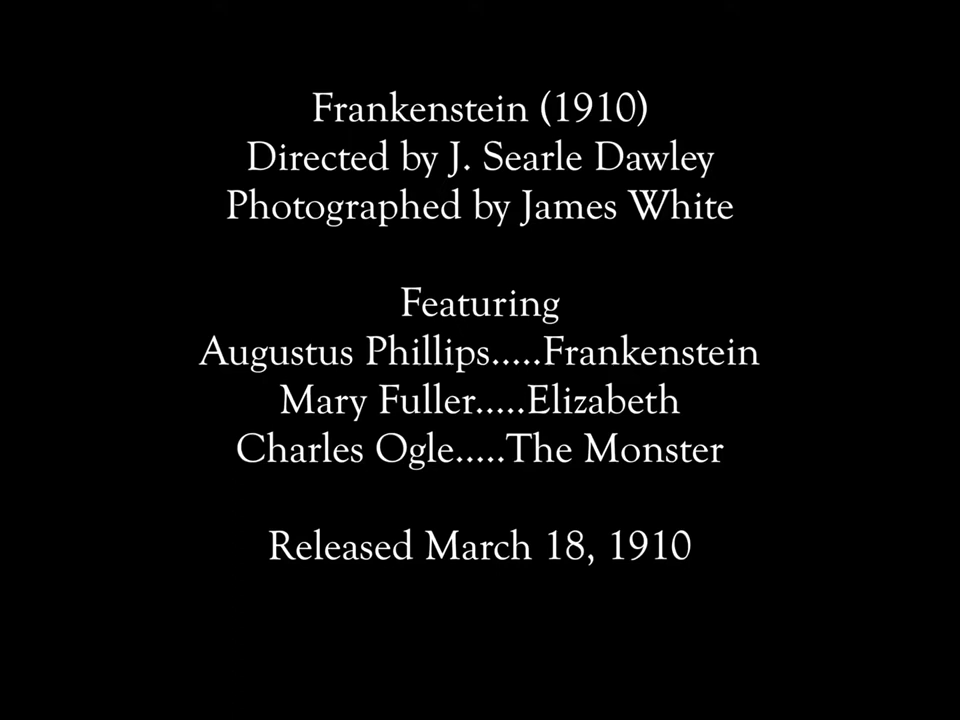 Frankenstein (1910)
Directed by J. Searle Dawley
Photographed by James White
Featuring
Augustus Phillips.....Frankenstein
Mary Fuller.....Elizabeth
Charles Ogle.....The Monster
Released March 18, 1910